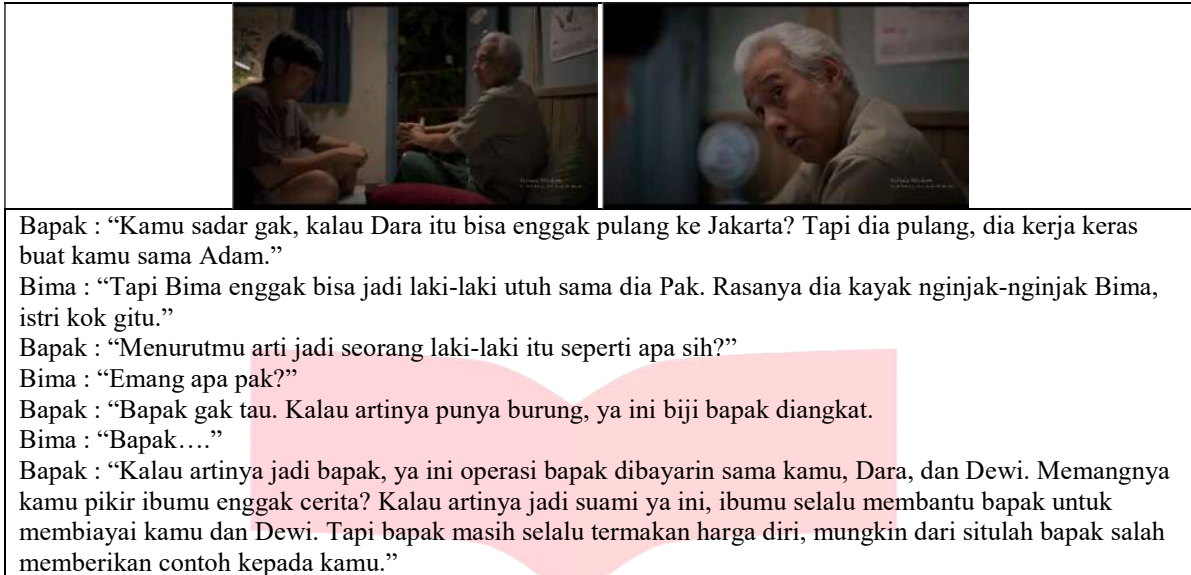 Bapak : “Kamu sadar gak, kalau Dara itu bisa enggak pulang ke Jakarta? Tapi dia pulang, dia kerja keras
buat kamu sama Adam.”
Bima : “Tapi Bima enggak bisa jadi laki-laki utuh sama dia Pak. Rasanya dia kayak nginjak-nginjak Bima,
istri kok gitu.”
Bapak : “Menurutmu arti jadi seorang laki-laki itu seperti apa sih?”
Bima : “Emang apa pak?”
Bapak : “Bapak gak tau. Kalau artinya punya burung, ya ini biji bapak diangkat.
Bima : “Bapak….”
Bapak : “Kalau artinya jadi bapak, ya ini operasi bapak dibayarin sama kamu, Dara, dan Dewi. Memangnya
kamu pikir ibumu enggak cerita? Kalau artinya jadi suami ya ini, ibumu selalu membantu bapak untuk
membiayai kamu dan Dewi. Tapi bapak masih selalu termakan harga diri, mungkin dari situlah bapak salah
memberikan contoh kepada kamu.”